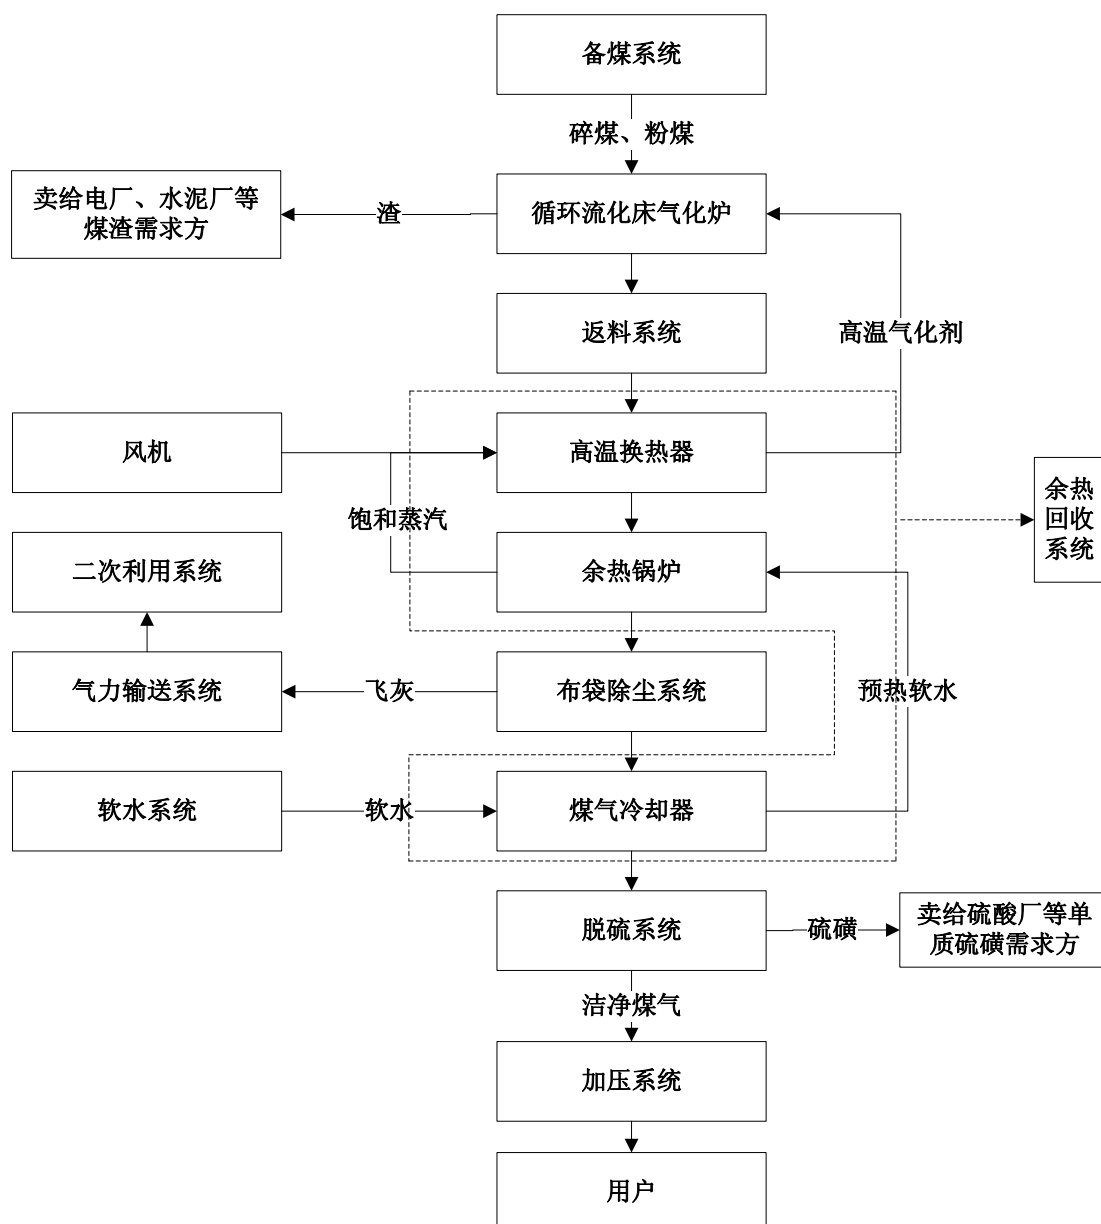 备煤系统
碎煤、粉煤
卖给电厂、水泥厂等
煤渣需求方
渣
循环流化床气化炉
返料系统
高温气化剂
风机
高温换热器
饱和蒸汽
余热
回收
系统
二次利用系统
余热锅炉
气力输送系统
飞灰
布袋除尘系统
预热软水
软水系统
软水
煤气冷却器
脱硫系统
硫磺
卖给硫酸厂等单
质硫磺需求方
洁净煤气
加压系统
用户